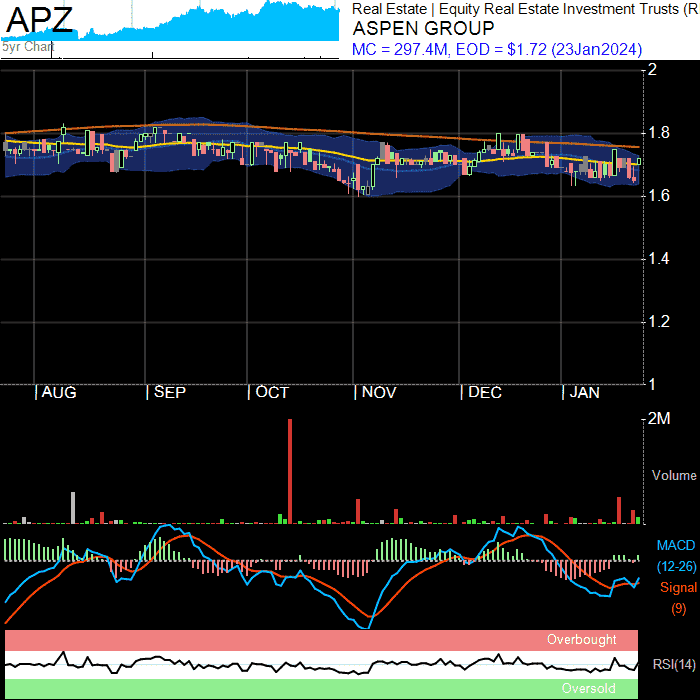 APZ
5yr Chart
Real Estate | Equity Real Estate Investment Trusts (R
ASPEN GROUP
MC = 297.4M, EOD = $1.72 (23Jan2024)
2
1.8
1.6
1.4
1.2
1
| AUG | SEP | OCT | NOV | DEC | JAN
2M
Volume
MACD
(12-26)
Signal
(9)
Overbought
RSI(14)
Oversold